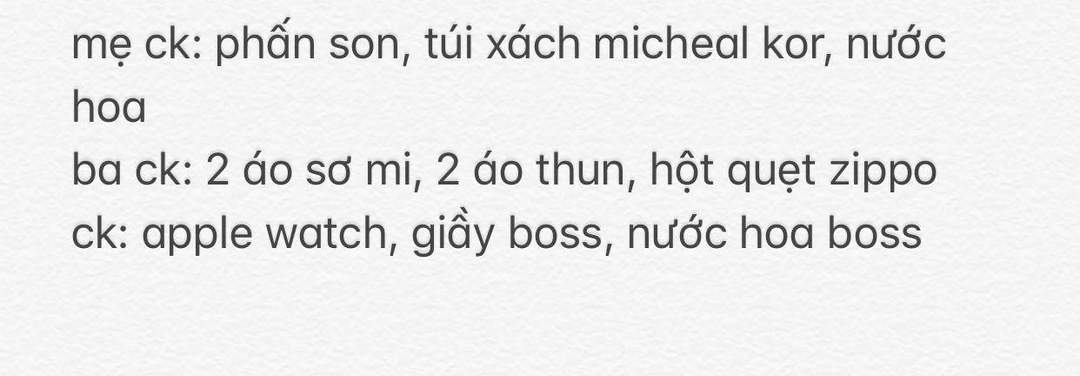 mẹ ck: phấn son, túi xách micheal kor, nước
hoa
ba ck: 2 áo sơ mi, 2 áo thun, hột quẹt zippo
ck: apple watch, giầy boss, nước hoa boss